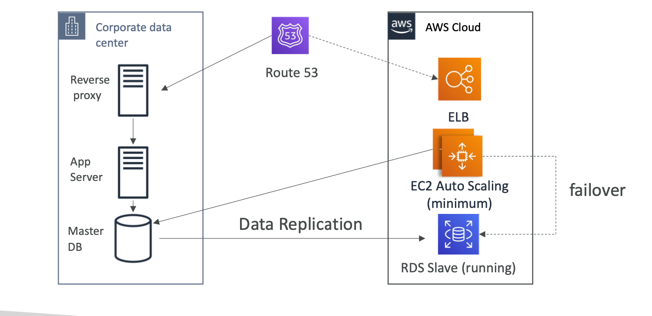 Corporate data
center
Reverse
proxy
App
Server
Master
DB
53
Route 53
aws
AWS Cloud
ELB
EC2 Auto Scaling
(minimum)
failover
Data Replication
RDS Slave (running)